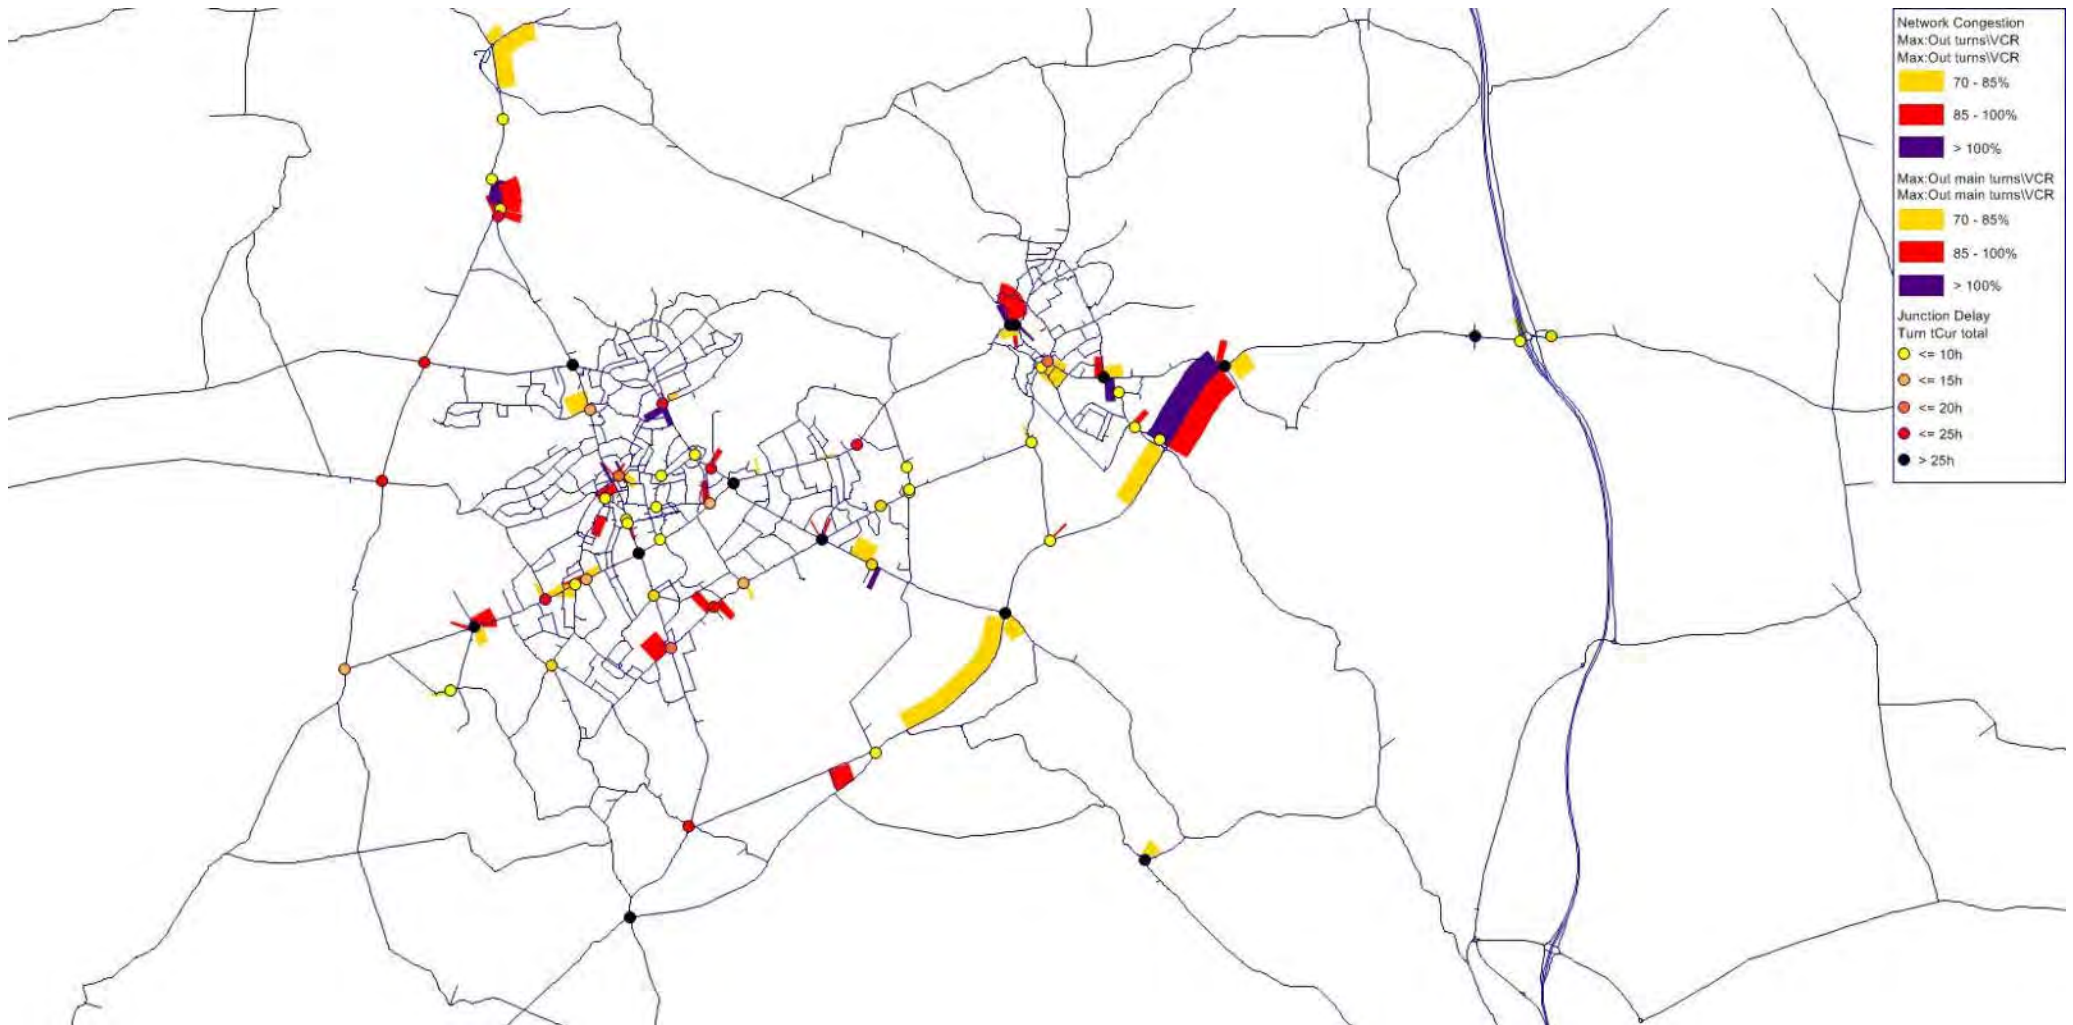 Network Congestion
Max:Out turns\VCR
Max:Out turns\VCR
70 - 85%
85 - 100%
> 100%
Max:Out main turns\VCR
Max:Out main turns\VCR
70 - 85%
85 - 100%
> 100%
Junction Delay
Turn tCur total
<= 10h
<= 15h
<= 20h
<= 25h
> 25h